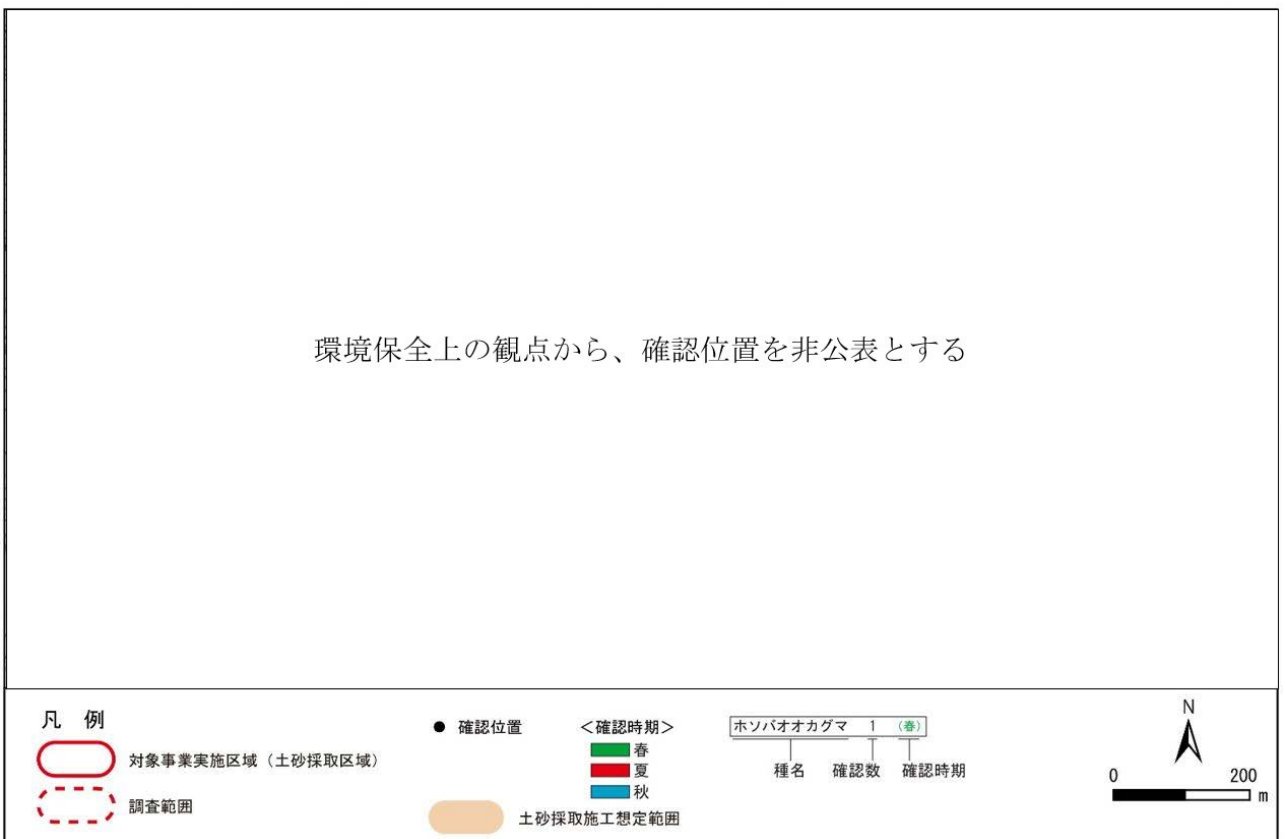 環境保全上の観点から、確認位置を非公表とする
凡 例
対象事業実施区域（土砂採取区域）
調査範囲
● 確認位置
＜確認時期＞
春
夏
秋
土砂採取施工想定範囲
ホソバオオカグマ 1 (春)
種名 確認数 確認時期
N
0 200
m